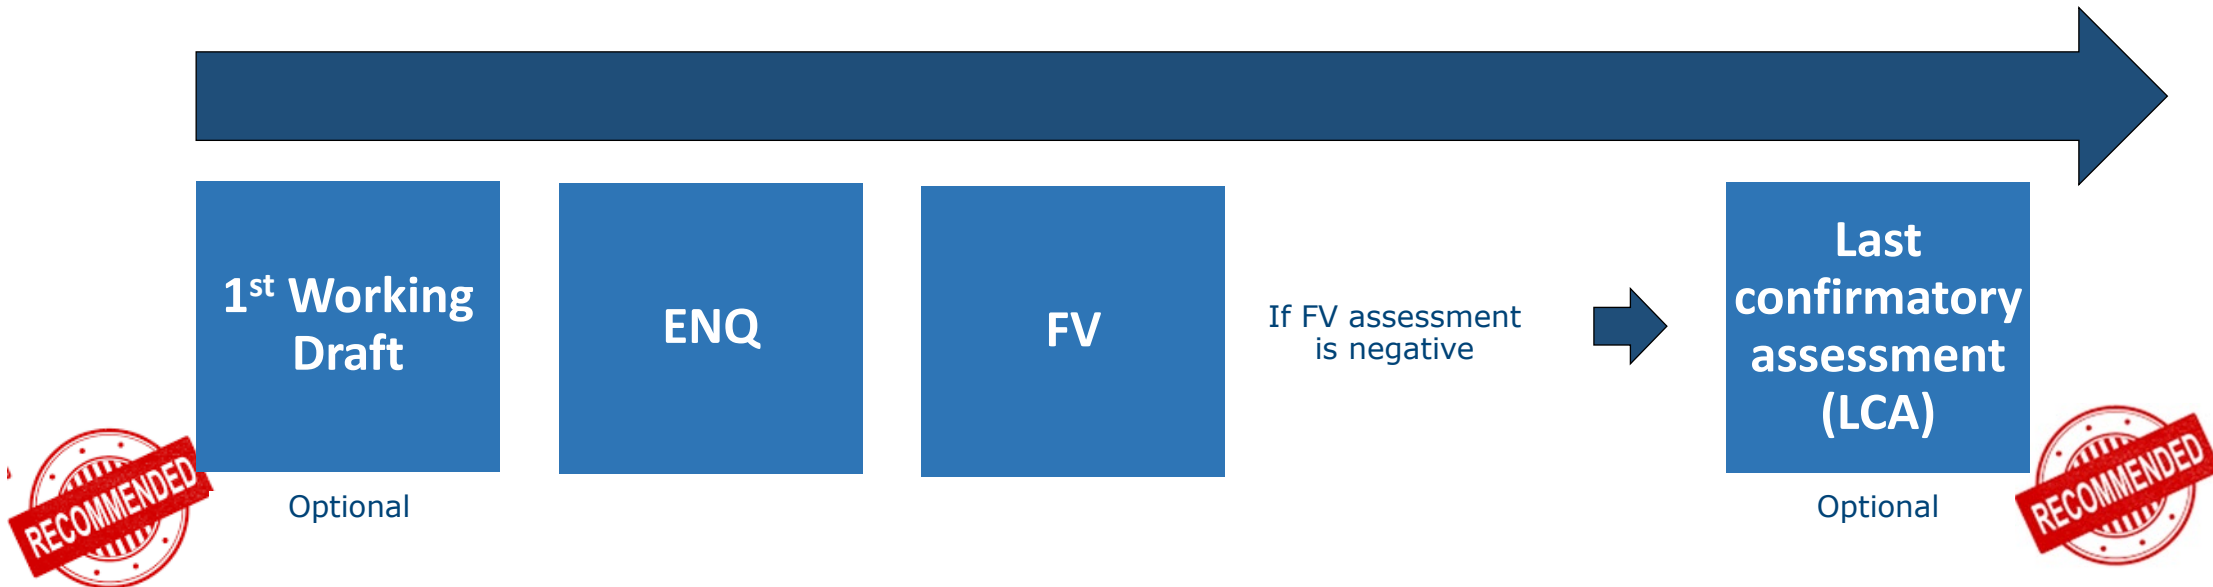 1st Working
Draft
ENQ
FV
If FV assessment
is negative
Last
confirmatory
assessment
(LCA)
Optional
Optional
RECOMMENDED
RECOMMENDED